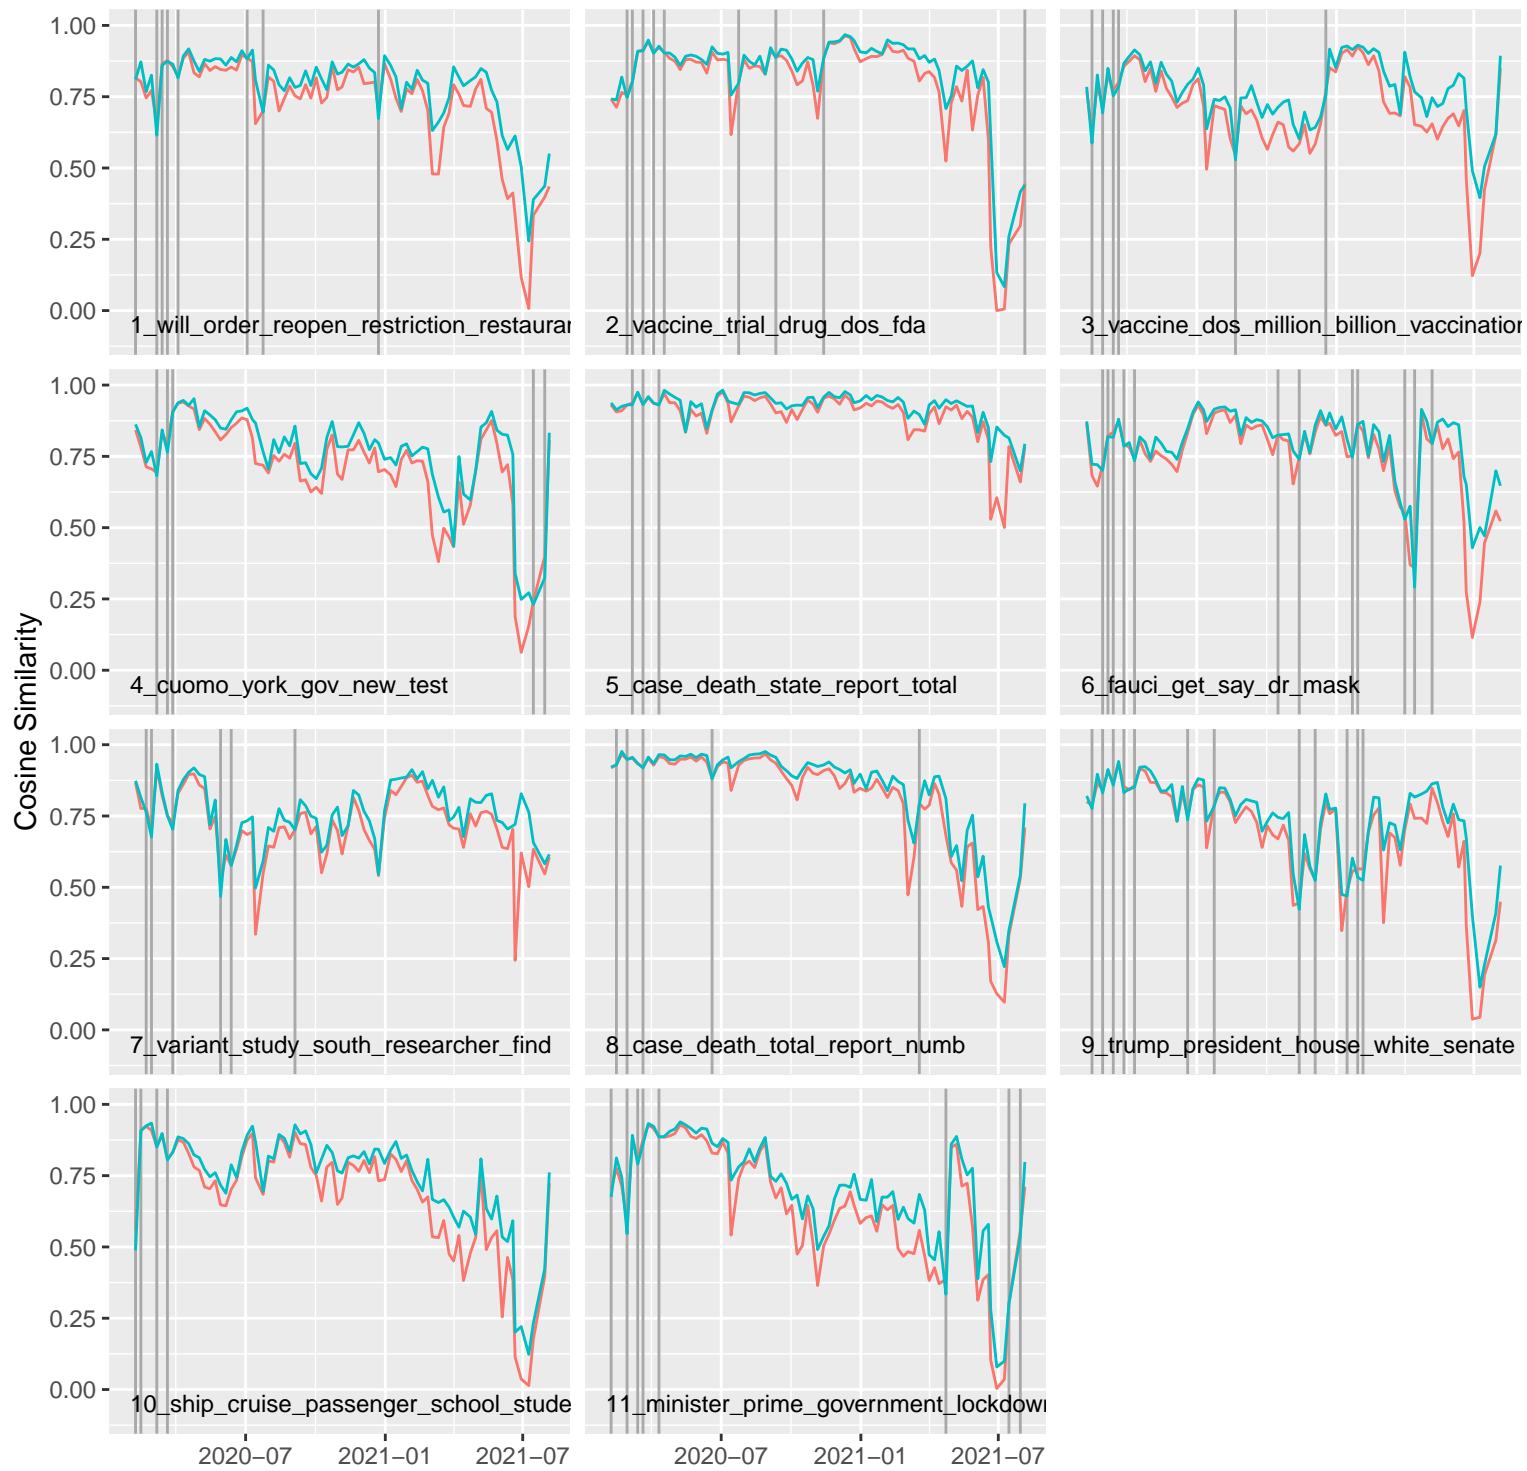 Cosine Similarity
1.00
0.75
0.50
0.25
0.00
1_will_order_reopen_restriction_restauran
2_vaccine_trial_drug_dos_fda
3_vaccine_dos_million_billion_vaccination
1.00
0.75
0.50
0.25
0.00
4_cuomo_york_gov_new_test
5_case_death_state_report_total
6_fauci_get_say_dr_mask
1.00
0.75
0.50
0.25
0.00
7_variant_study_south_researcher_find
8_case_death_total_report_numb
9_trump_president_house_white_senate
1.00
0.75
0.50
0.25
0.00
10_ship_cruise_passenger_school_stude
11_minister_prime_government_lockdown
2020−07
2021−01
2021−07
2020−07
2021−01
2021−07